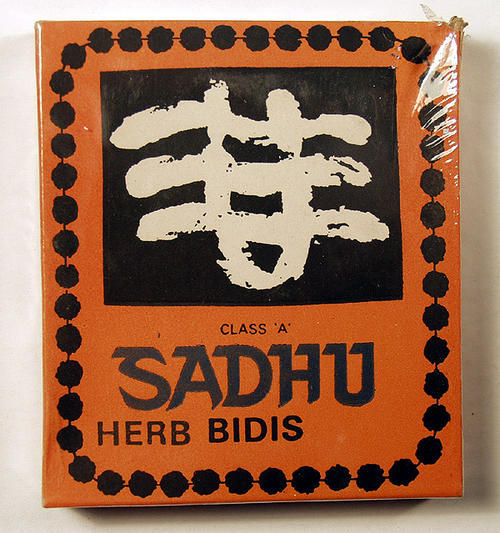 CLASS 'A'
SADHU
HERB BIDIS